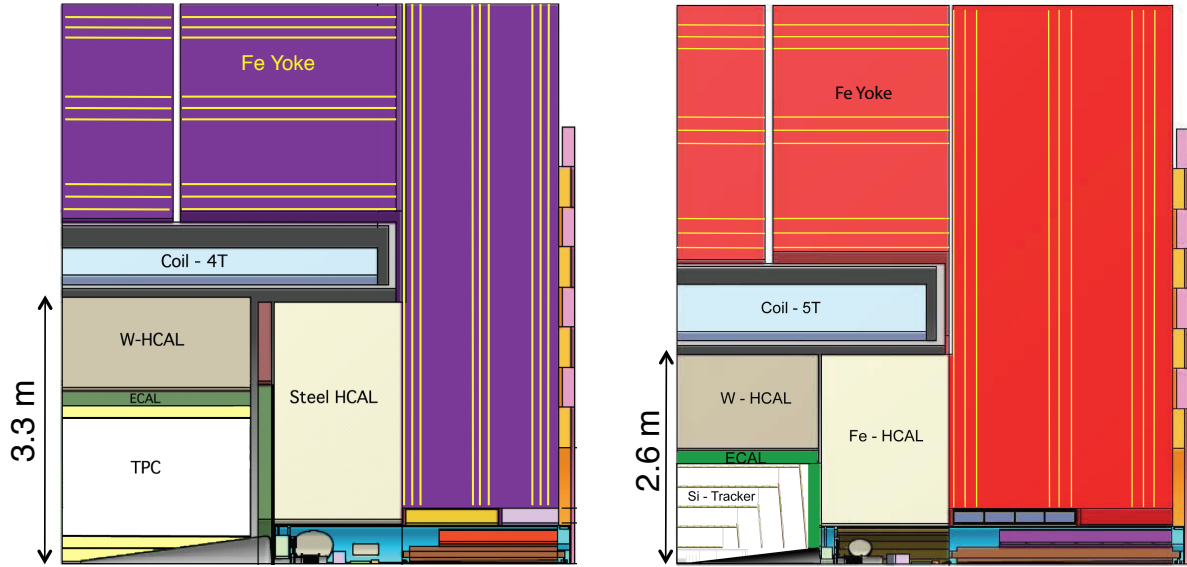 Fe Yoke
Coil - 4T
W-HCAL
ECAL
Steel HCAL
TPC
3.3 m
Fe Yoke
Coil - 5T
W - HCAL
Fe - HCAL
ECAL
Si - Tracker
2.6 m